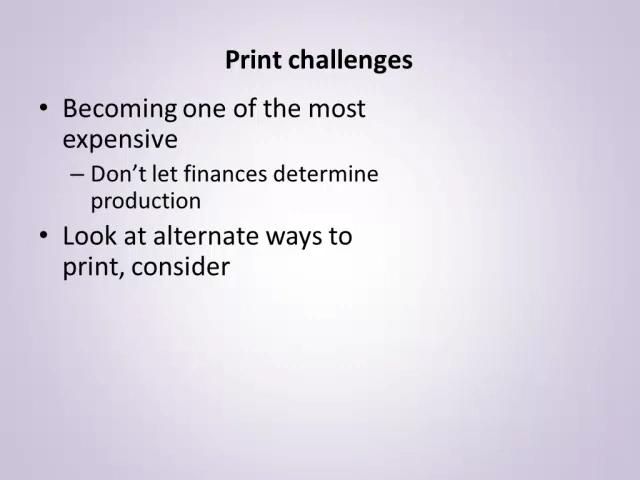 Print challenges
• Becoming one of the most
expensive
– Don't let finances determine
production
• Look at alternate ways to
print, consider